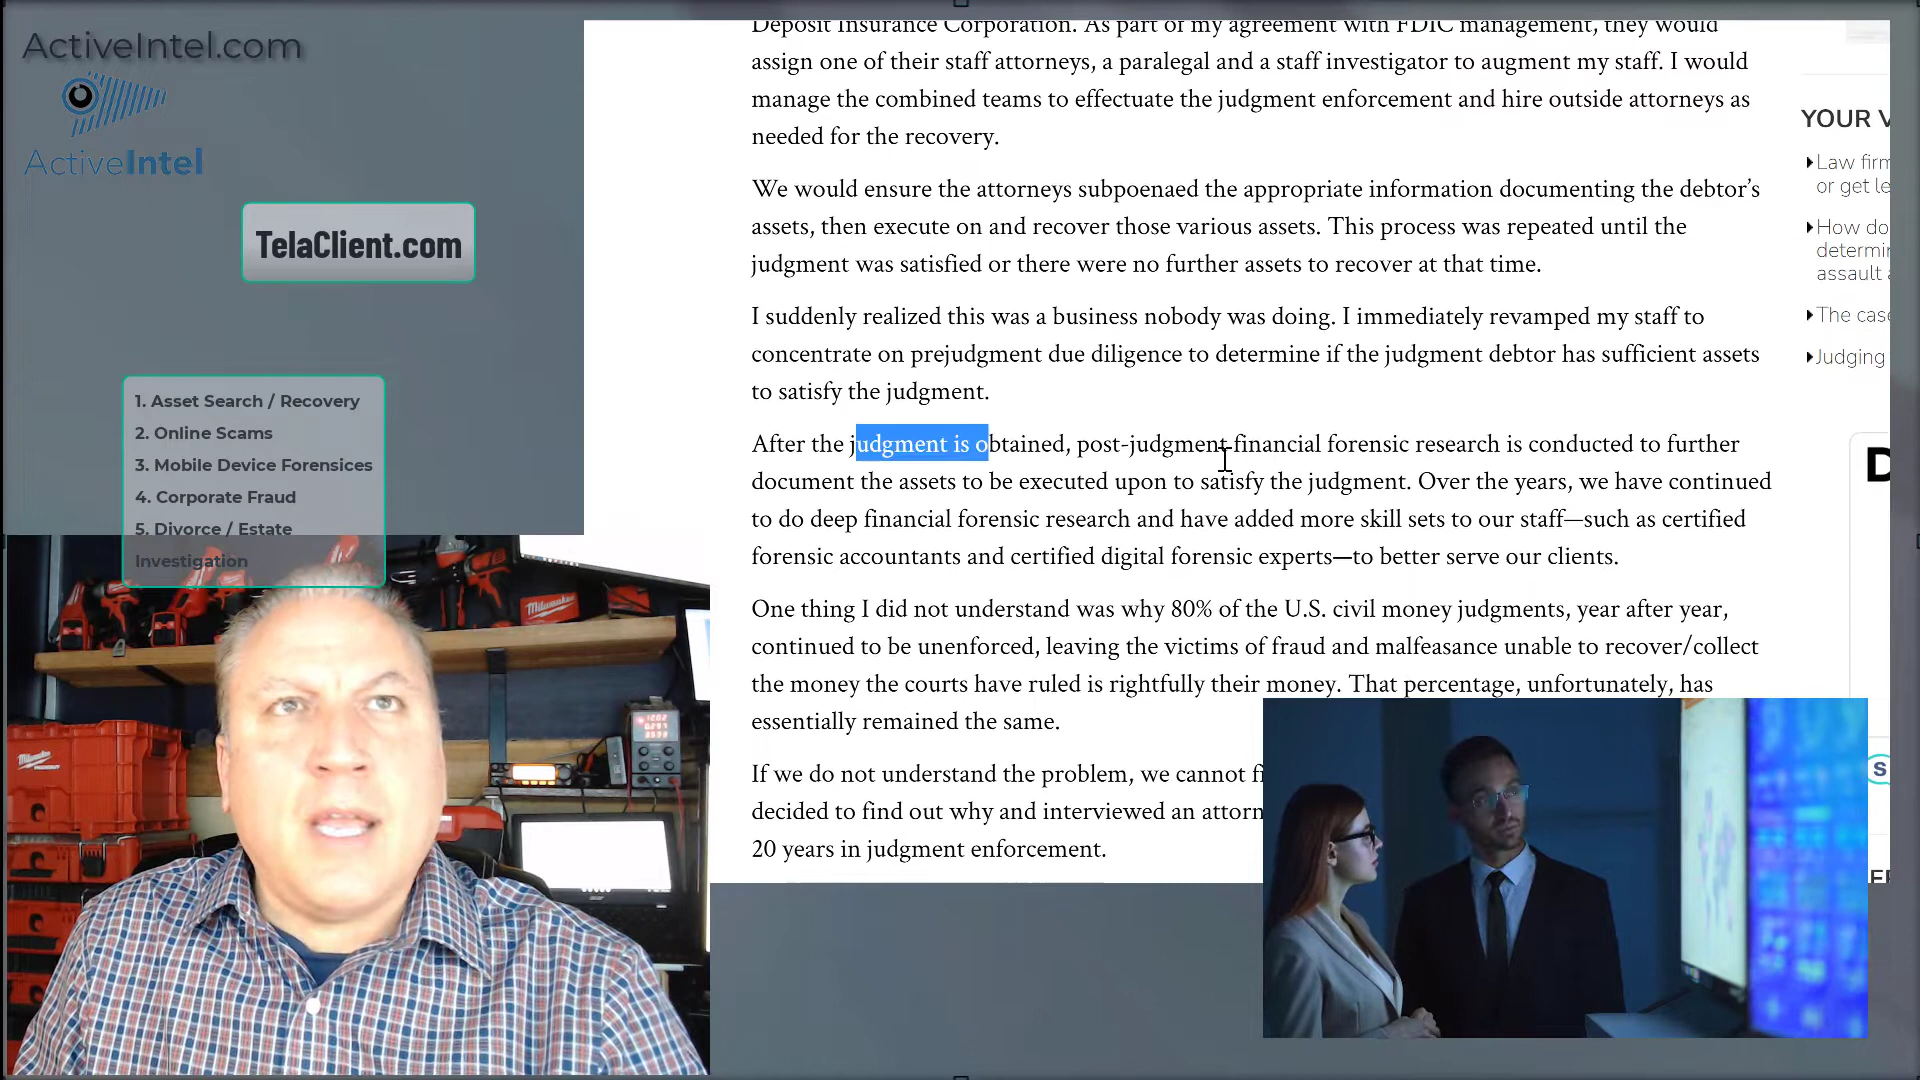 ActiveIntel.com
ActiveIntel
TelaClient.com
1. Asset Search / Recovery
2. Online Scams
3. Mobile Device Forensices
4. Corporate Fraud
5. Divorce / Estate
Investigation
Deposit Insurance Corporation. As part of my agreement with FDIC management, they would
assign one of their staff attorneys, a paralegal and a staff investigator to augment my staff. I would
manage the combined teams to effectuate the judgment enforcement and hire outside attorneys as
needed for the recovery.
We would ensure the attorneys subpoenaed the appropriate information documenting the debtor’s
assets, then execute on and recover those various assets. This process was repeated until the
judgment was satisfied or there were no further assets to recover at that time.
I suddenly realized this was a business nobody was doing. I immediately revamped my staff to
concentrate on prejudgment due diligence to determine if the judgment debtor has sufficient assets
to satisfy the judgment.
After the judgment is obtained, post-judgment financial forensic research is conducted to further
document the assets to be executed upon to satisfy the judgment. Over the years, we have continued
to do deep financial forensic research and have added more skill sets to our staff—such as certified
forensic accountants and certified digital forensic experts—to better serve our clients.
One thing I did not understand was why 80% of the U.S. civil money judgments, year after year,
continued to be unenforced, leaving the victims of fraud and malfeasance unable to recover/collect
the money the courts have ruled is rightfully their money. That percentage, unfortunately, has
essentially remained the same.
If we do not understand the problem, we cannot
decided to find out why and interviewed an
20 years in judgment enforcement.
YOUR V
Law firm
or get le
How do
determin
assault
The case
Judging
D
S
Milwaukee
Milwaukee